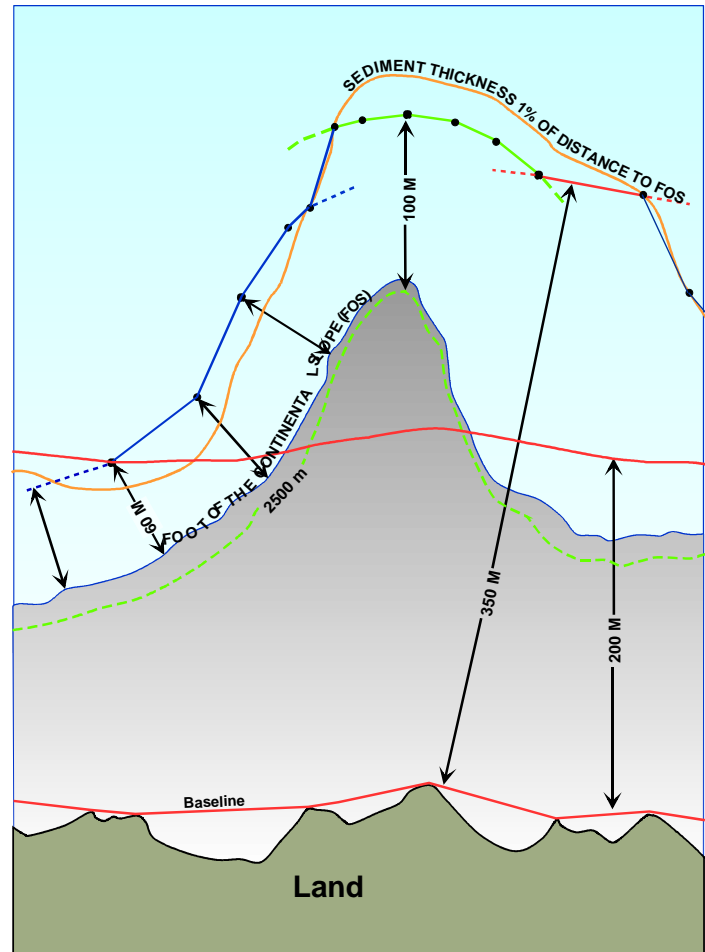 SEDIMENT THICKNESS 1% OF DISTANCE TO FOS
100 M
FOOT OF THE CONTINENTAL SLOPE (FOS)
2500 m
60 M
350 M
200 M
Baseline
Land